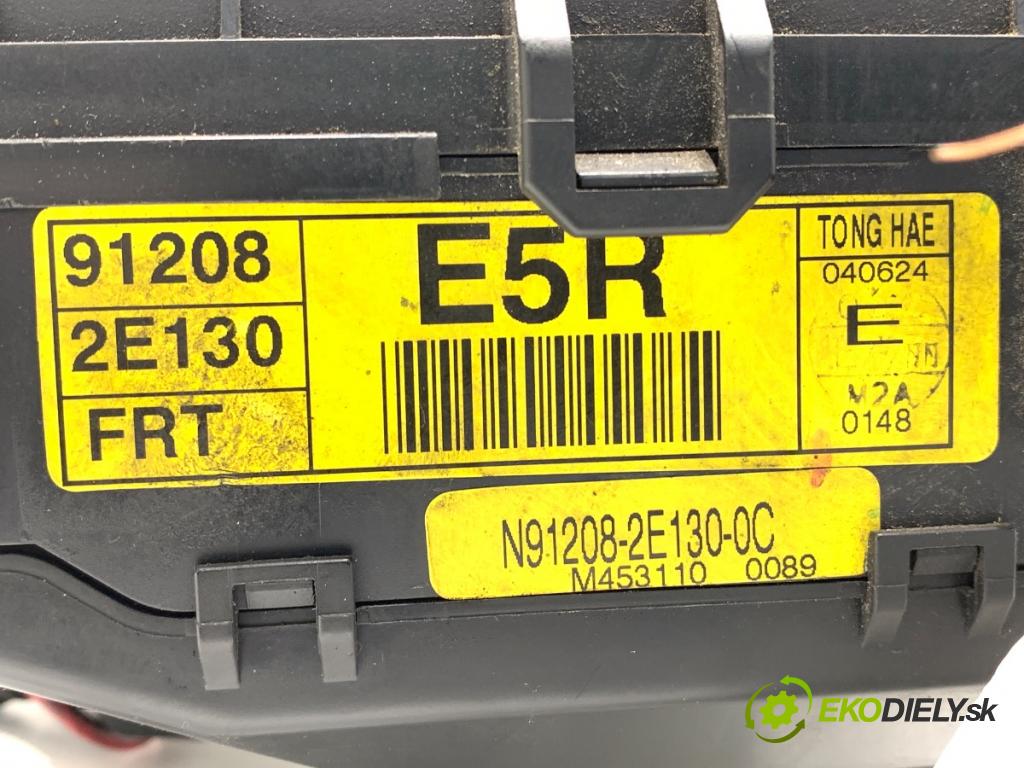 91208
2E130
FRT
E5R
TONG HAE
040624
E
M2A
0148
N91208-2E130-0C
M453110 0089
EKODIELY.sk